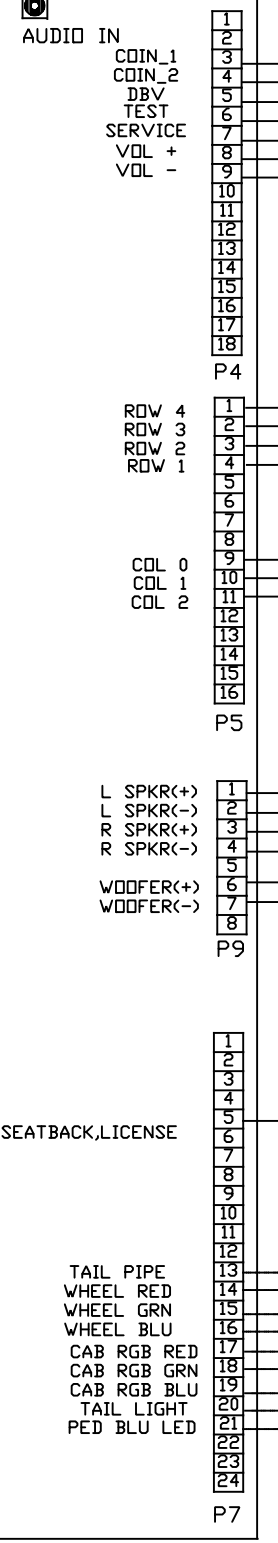 1
AUDIO IN 2
COIN_1 3
COIN_2 4
DBV 5
TEST 6
SERVICE 7
VOL + 8
VOL - 9
10
11
12
13
14
15
16
17
18
P4
ROW 4 1
ROW 3 2
ROW 2 3
ROW 1 4
5
6
7
8
COL 0 9
COL 1 10
COL 2 11
12
13
14
15
16
P5
L SPKR(+) 1
L SPKR(-) 2
R SPKR(+) 3
R SPKR(-) 4
5
WOOFER(+) 6
WOOFER(-) 7
8
P9
1
2
3
4
5
SEATBACK,LICENSE 6
7
8
9
10
11
12
TAIL PIPE 13
WHEEL RED 14
WHEEL GRN 15
WHEEL BLU 16
CAB RGB RED 17
CAB RGB GRN 18
CAB RGB BLU 19
TAIL LIGHT 20
PED BLU LED 21
22
23
24
P7